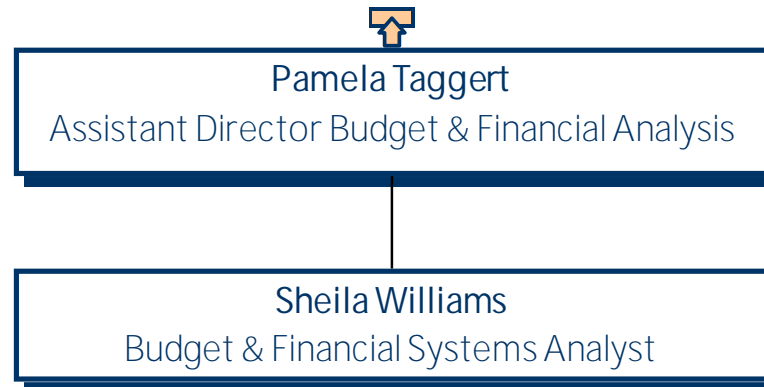 Pamela Taggert
Assistant Director Budget & Financial Analysis
Sheila Williams
Budget & Financial Systems Analyst